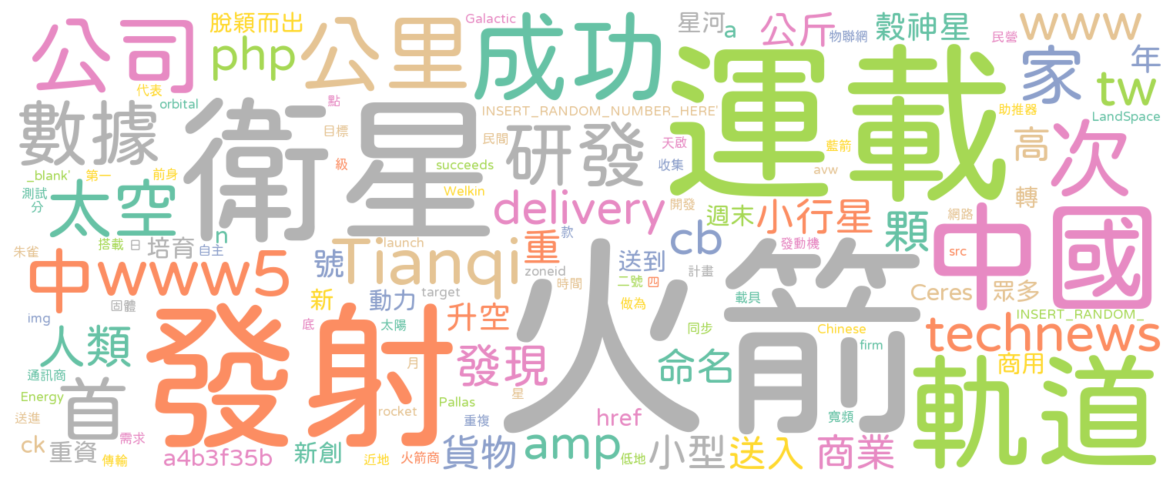 脫穎而出 Galactic 星河 a 公斤 穀神星 www
公司 php 公里 成功 物聯網 民營 家 年
代表 orbital 點 INSERT_RANDOM_NUMBER_HERE' 運載 助推器 tw
數據 衛星 目標 民間 研發 天啟 藍箭 高 次 LandSpace
_blank' 第一 前身 級 succeeds 收集 avw
測試 分 太空 Welkin delivery 開發 週末 小行星 顆 轉 網路 中國
搭載 日 培育 自主 n launch 款 重 cb 發動機 src
朱雀 中 www5 號 Tianqi zoneid 時間 送到 計畫 火箭
固體 新 動力 target 二號 四 載具 Ceres 眾多
img 發射 底 太陽 升空 做為 同步 Chinese INSERT_RANDOM_
人類 technews
通訊商 月 發現 命名 firm 商用 軌道
Energy 首 星 Pallas
送進 rocket 重複 href 寬頻
ck 需求 新創 貨物 amp 小型 送入 商業
重資 傳輸 a4b3f35b 近地 火箭商 低地